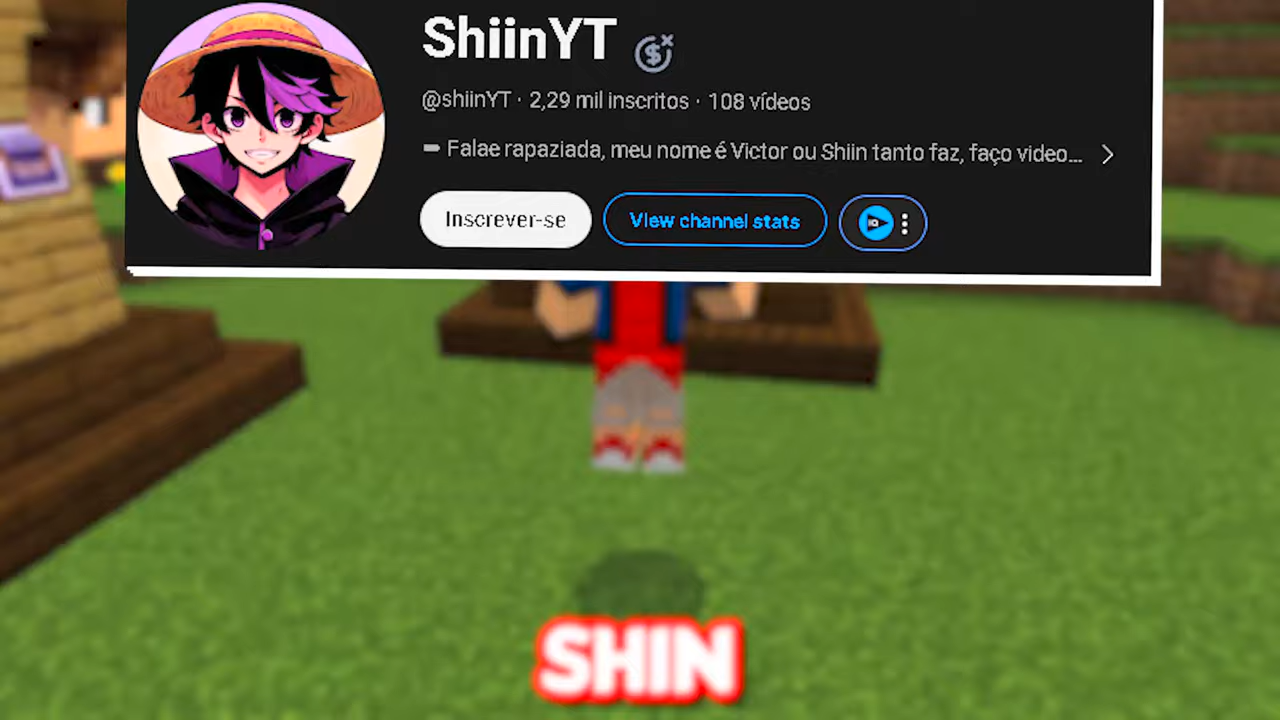 ShiinYT
@shiinYT · 2,29 mil inscritos · 108 vídeos
➡ Falae rapaziada, meu nome é Victor ou Shiin tanto faz, faço video...
Inscrever-se
View channel stats
IQ
SHIN